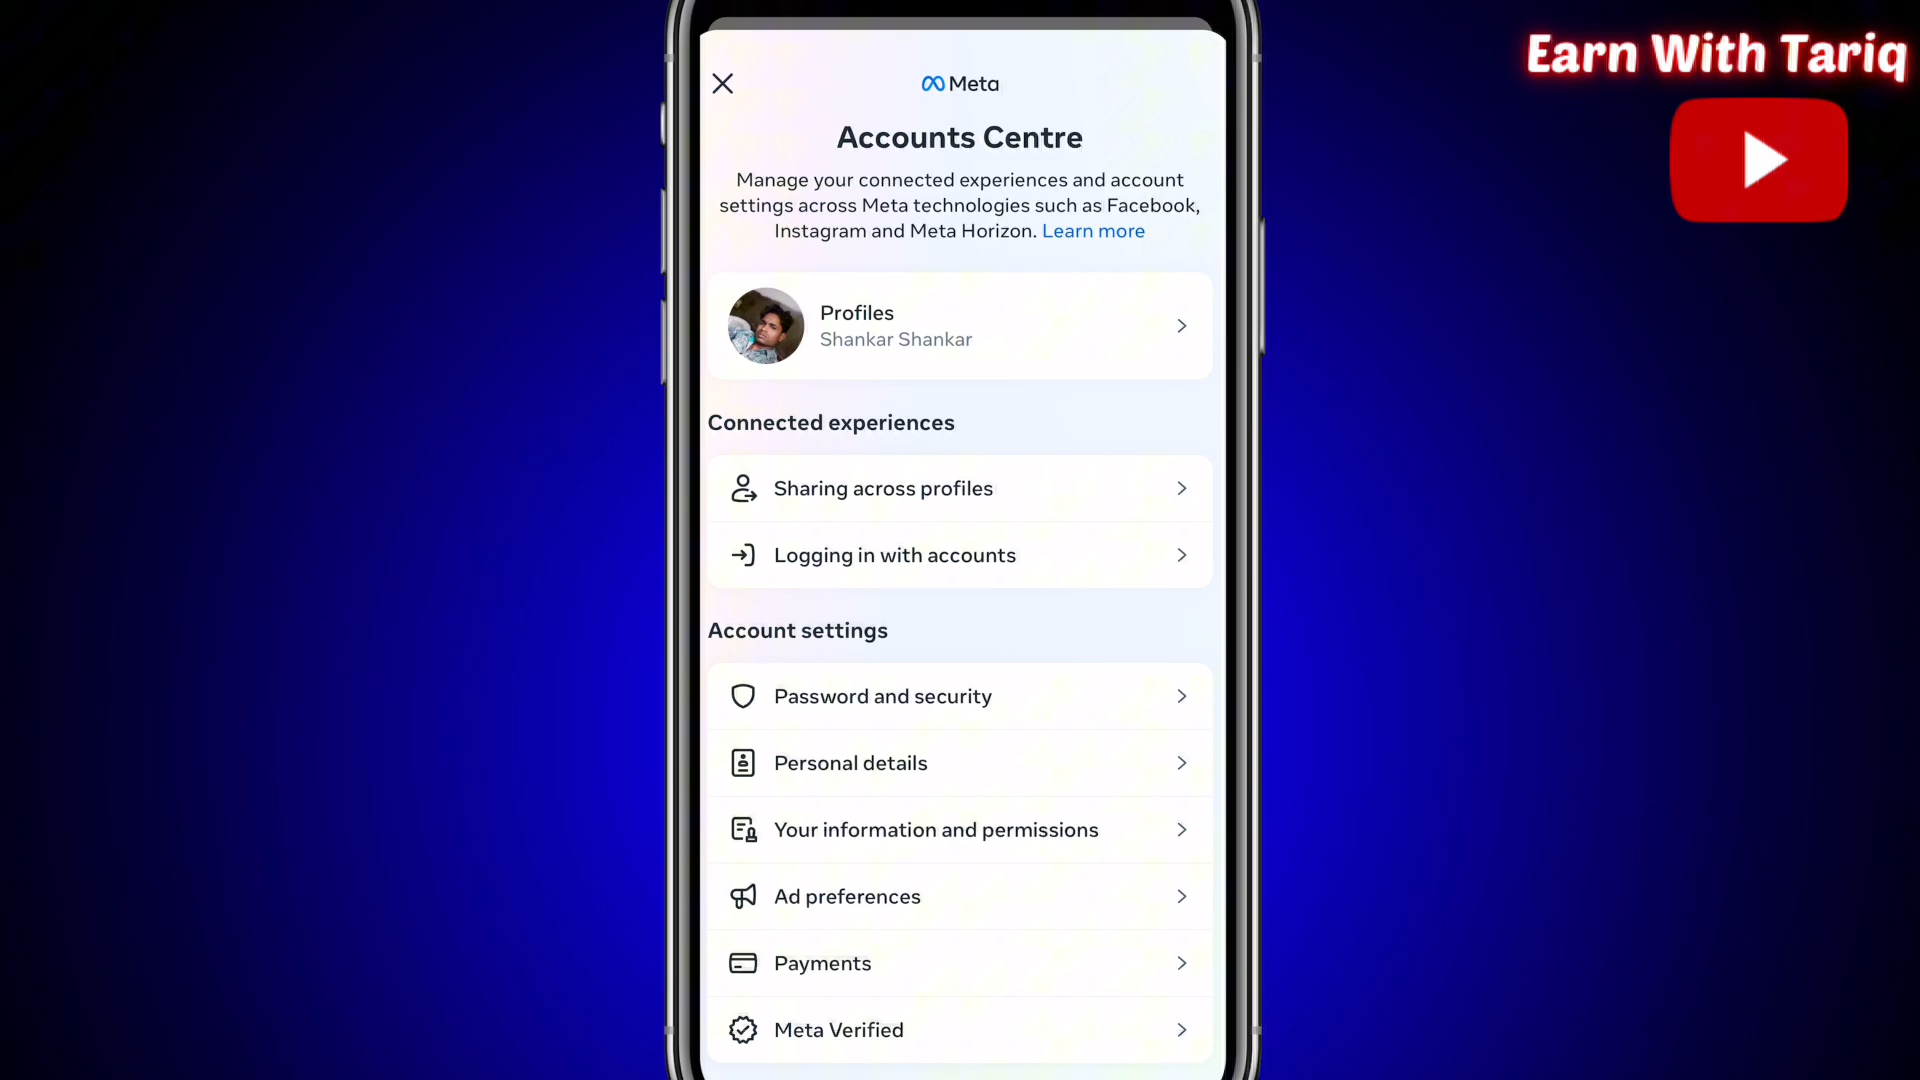 Earn With Tariq
Meta
Accounts Centre
Manage your connected experiences and account
settings across Meta technologies such as Facebook,
Instagram and Meta Horizon. Learn more
Profiles
Shankar Shankar
Connected experiences
Sharing across profiles
Logging in with accounts
Account settings
Password and security
Personal details
Your information and permissions
Ad preferences
Payments
Meta Verified